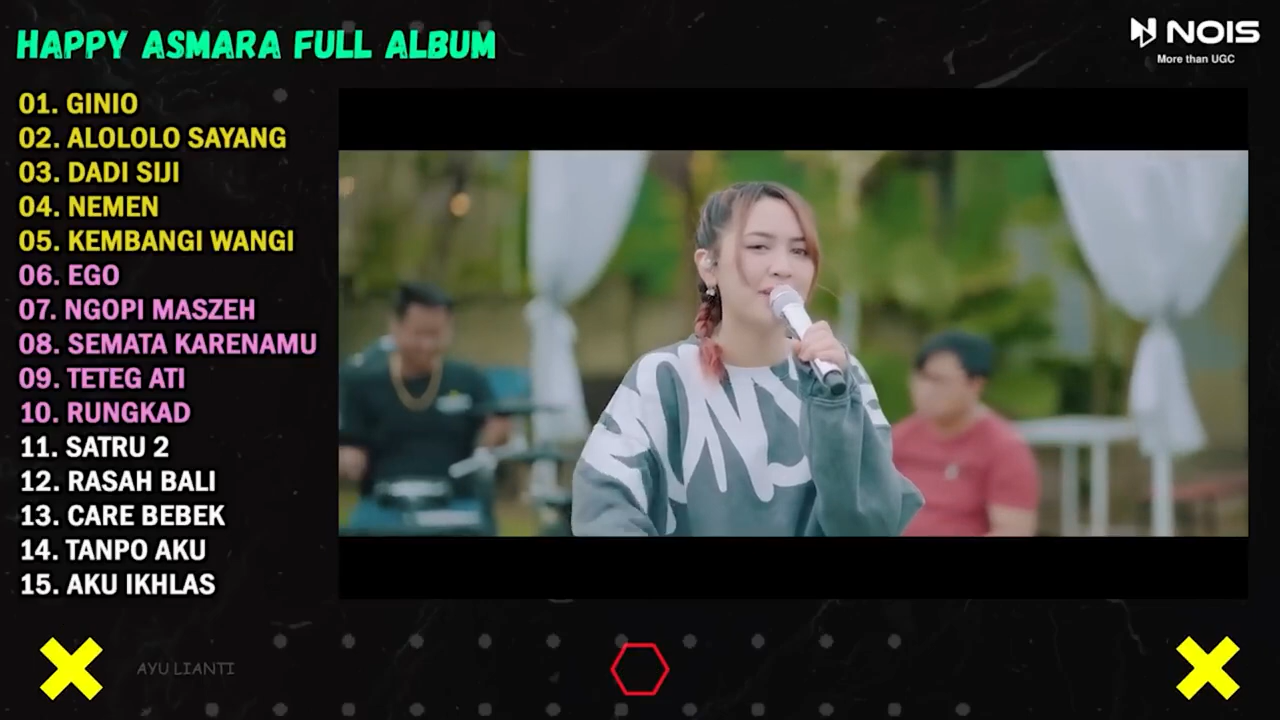 HAPPY ASMARA FULL ALBUM
NOIS
More than UGC
01. GINIO
02. ALOLOLO SAYANG
03. DADI SIJI
04. NEMEN
05. KEMBANGI WANGI
06. EGO
07. NGOPI MASZEH
08. SEMATA KARENAMU
09. TETEG ATI
10. RUNGKAD
11. SATRU 2
12. RASAH BALI
13. CARE BEBEK
14. TANPO AKU
15. AKU IKHLAS
AYU LIANTI